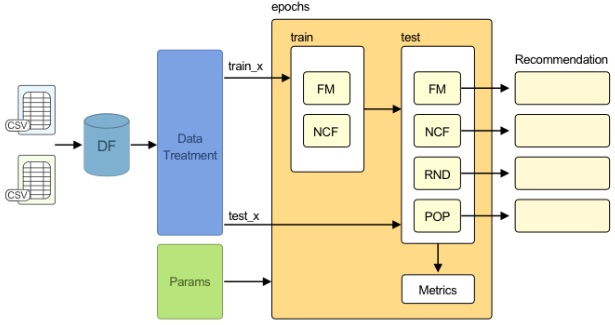 epochs
train
test
train_x
Recommendation
FM
FM
CSV
NCF
NCF
DF
Data
Treatment
RND
CSV
test_x
POP
Params
Metrics